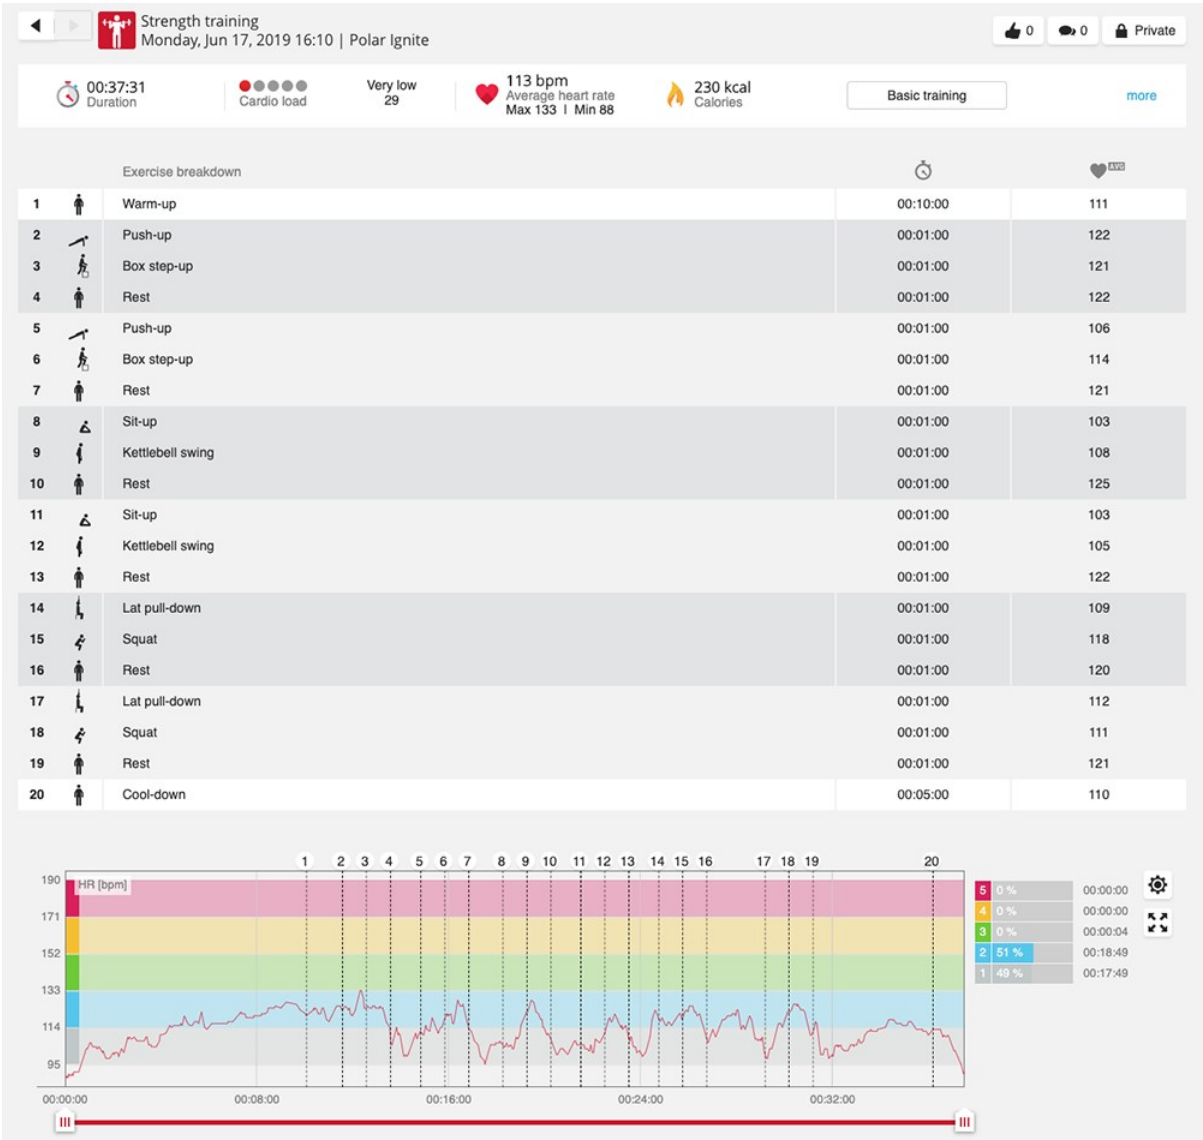 Strength training
Monday, Jun 17, 2019 16:10 | Polar Ignite
0
0
Private
00:37:31
Duration
Cardio load
Very low
29
113 bpm
Average heart rate
Max 133 | Min 88
230 kcal
Calories
Basic training
more
Exercise breakdown
AVG
1 Warm-up 00:10:00 111
2 Push-up 00:01:00 122
3 Box step-up 00:01:00 121
4 Rest 00:01:00 122
5 Push-up 00:01:00 106
6 Box step-up 00:01:00 114
7 Rest 00:01:00 121
8 Sit-up 00:01:00 103
9 Kettlebell swing 00:01:00 108
10 Rest 00:01:00 125
11 Sit-up 00:01:00 103
12 Kettlebell swing 00:01:00 105
13 Rest 00:01:00 122
14 Lat pull-down 00:01:00 109
15 Squat 00:01:00 118
16 Rest 00:01:00 120
17 Lat pull-down 00:01:00 112
18 Squat 00:01:00 111
19 Rest 00:01:00 121
20 Cool-down 00:05:00 110
1 2 3 4 5 6 7 8 9 10 11 12 13 14 15 16 17 18 19 20
HR [bpm]
190
171
152
133
114
95
5 0 % 00:00:00
4 0 % 00:00:00
3 0 % 00:00:04
2 51 % 00:18:49
1 49 % 00:17:49
00:00:00 00:08:00 00:16:00 00:24:00 00:32:00